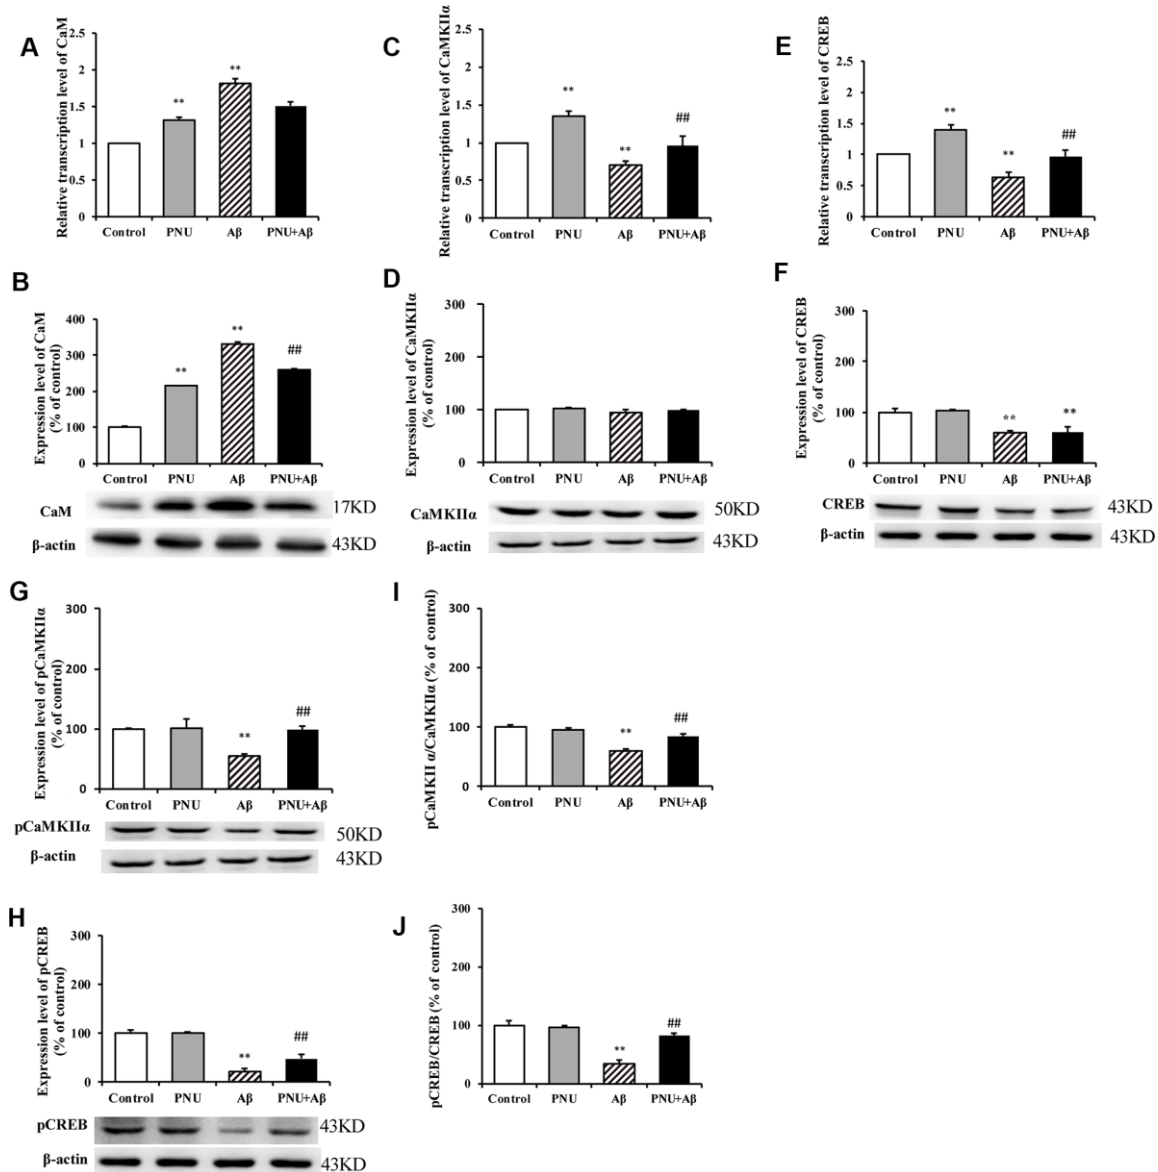 A
Relative transcription level of CaM
2.5
2
1.5
1
0.5
0
**
**
Control PNU Aβ PNU+Aβ
C
Relative transcription level of CaMKIIα
2.5
2
1.5
1
0.5
0
**
**
##
Control PNU Aβ PNU+Aβ
E
Relative transcription level of CREB
2.5
2
1.5
1
0.5
0
**
**
##
Control PNU Aβ PNU+Aβ
B
Expression level of CaM
(% of control)
400
300
200
100
0
**
**
##
Control PNU Aβ PNU+Aβ
CaM 17KD
β-actin 43KD
D
Expression level of CaMKIIα
(% of control)
300
200
100
0
Control PNU Aβ PNU+Aβ
CaMKIIα 50KD
β-actin 43KD
F
Expression level of CREB
(% of control)
300
200
100
0
**
**
Control PNU Aβ PNU+Aβ
CREB 43KD
β-actin 43KD
G
Expression level of pCaMKIIα
(% of control)
300
200
100
0
**
##
Control PNU Aβ PNU+Aβ
pCaMKIIα 50KD
β-actin 43KD
I
pCaMKII α/CaMKIIα (% of control)
300
200
100
0
**
##
Control PNU Aβ PNU+Aβ
H
Expression level of pCREB
(% of control)
300
200
100
0
**
##
Control PNU Aβ PNU+Aβ
pCREB 43KD
β-actin 43KD
J
pCREB/CREB (% of control)
300
200
100
0
**
##
Control PNU Aβ PNU+Aβ